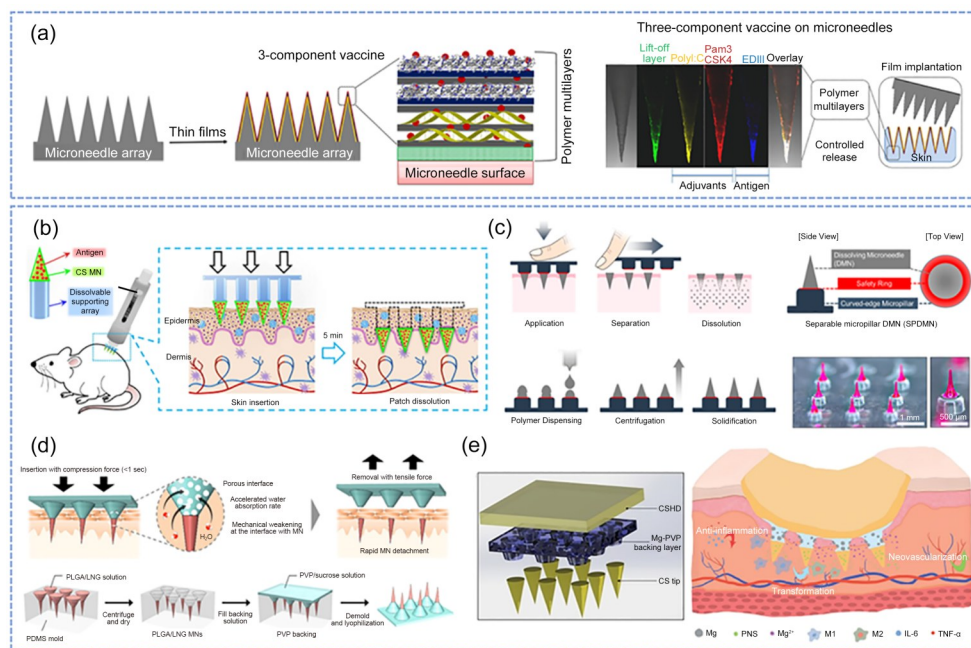 (a)
3-component vaccine
Thin films
Microneedle array
Microneedle array
Microneedle surface
Polymer multilayers
Three-component vaccine on microneedles
Lift-off
layer
PolyI:C
Pam3
CSK4
EDIII
Overlay
Adjuvants
Antigen
Polymer
multilayers
Controlled
release
Film implantation
Skin
(b)
Antigen
CS MN
Dissolvable
supporting
array
Epidermis
Dermis
5 min
Skin insertion
Patch dissolution
(c)
Application
Separation
Dissolution
[Side View]
[Top View]
Dissolving Microneedle
(DMN)
Safety Ring
Curved-edge Micropillar
Separable micropillar DMN (SPDMN)
Polymer Dispensing
Centrifugation
Solidification
1 mm
500 μm
(d)
Insertion with compression force (<1 sec)
Porous interface
Accelerated water
absorption rate
Mechanical weakening
at the interface with MN
H₂O
Removal with tensile force
Rapid MN detachment
PLGA/LNG solution
PDMS mold
Centrifuge
and dry
PLGA/LNG MNs
Fill backing
solution
PVP/sucrose solution
PVP backing
Demold
and lyophilization
(e)
CSHD
Mg-PVP
backing layer
CS tip
Anti-inflammation
Neovascularization
Transformation
Mg
PNS
Mg²⁺
M1
M2
IL-6
TNF-α